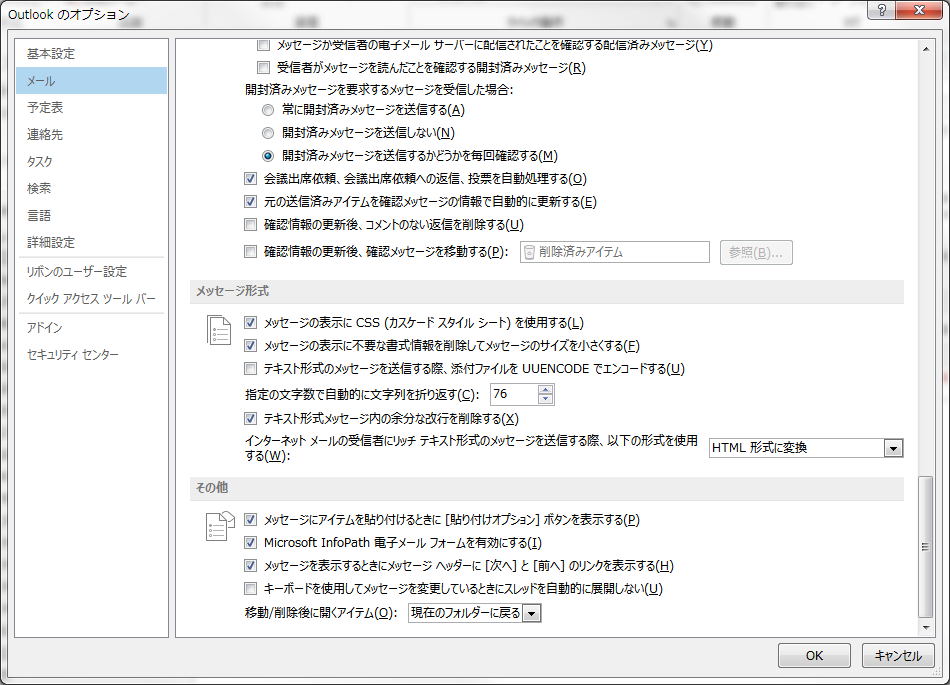 Outlook のオプション
基本設定
メール
予定表
連絡先
タスク
検索
言語
詳細設定
リボンのユーザー設定
クイック アクセス ツール バー
アドイン
セキュリティ センター
メッセージが受信者の電子メール サーバーに配信されたことを確認する配信済みメッセージ(Y)
受信者がメッセージを読んだことを確認する開封済みメッセージ(R)
開封済みメッセージを要求するメッセージを受信した場合:
常に開封済みメッセージを送信する(A)
開封済みメッセージを送信しない(N)
開封済みメッセージを送信するかどうかを毎回確認する(M)
会議出席依頼、会議出席依頼への返信、投票を自動処理する(O)
元の送信済みアイテムを確認メッセージの情報で自動的に更新する(E)
確認情報の更新後、コメントのない返信を削除する(U)
確認情報の更新後、確認メッセージを移動する(P): 削除済みアイテム 参照(B)...
メッセージ形式
メッセージの表示に CSS (カスケード スタイル シート) を使用する(L)
メッセージの表示に不要な書式情報を削除してメッセージのサイズを小さくする(F)
テキスト形式のメッセージを送信する際、添付ファイルを UUENCODE でエンコードする(U)
指定の文字数で自動的に文字列を折り返す(C): 76
テキスト形式メッセージ内の余分な改行を削除する(X)
インターネット メールの受信者にリッチ テキスト形式のメッセージを送信する際、以下の形式を使用
する(W): HTML 形式に変換
その他
メッセージにアイテムを貼り付けるときに [貼り付けオプション] ボタンを表示する(P)
Microsoft InfoPath 電子メール フォームを有効にする(I)
メッセージを表示するときにメッセージ ヘッダーに [次へ] と [前へ] のリンクを表示する(H)
キーボードを使用してメッセージを変更しているときにスレッドを自動的に展開しない(U)
移動/削除後に開くアイテム(O): 現在のフォルダーに戻る
OK キャンセル